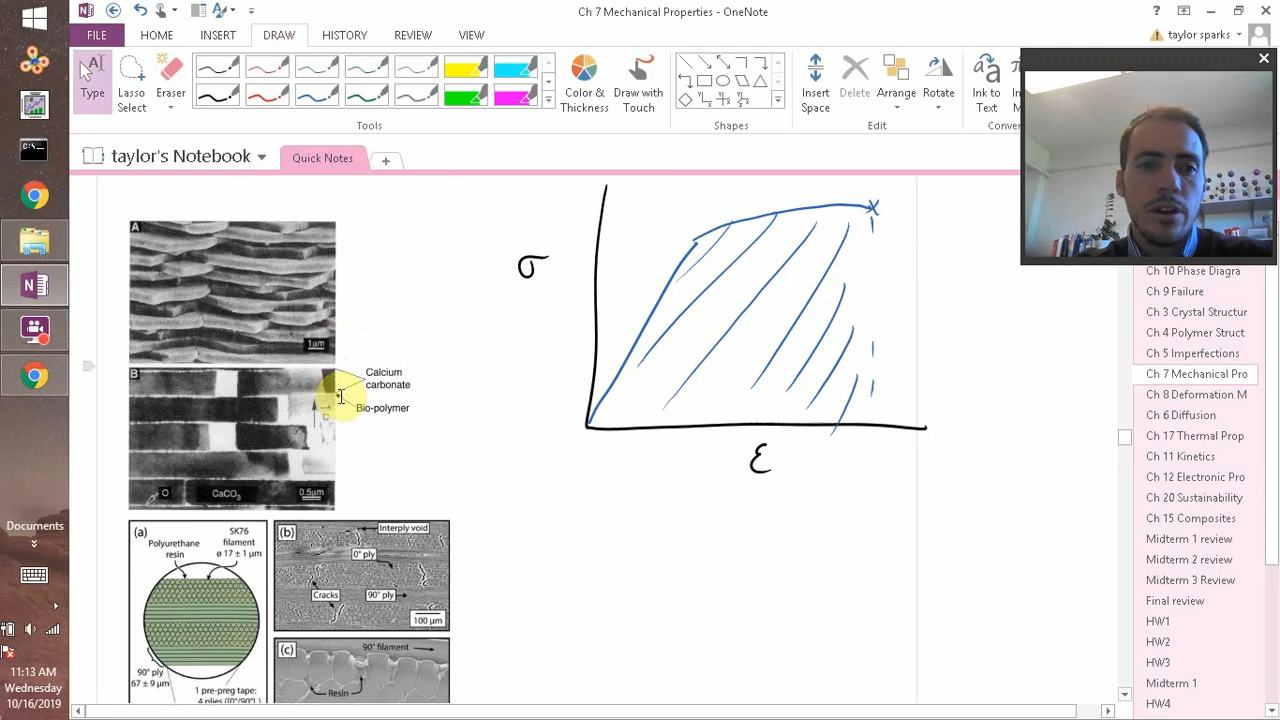 Ch 7 Mechanical Properties - OneNote
FILE
HOME
INSERT
DRAW
HISTORY
REVIEW
VIEW
taylor sparks
Type
Lasso
Select
Eraser
Color &
Thickness
Draw with
Touch
Insert
Space
Delete
Arrange
Rotate
Ink to
Text
Tools
Shapes
Edit
taylor's Notebook
Quick Notes
A
1μm
B
Calcium
carbonate
Bio-polymer
C
O
CaCO3
0.5μm
(a)
Polyurethane
resin
SK76
filament
ø 17 ± 1 μm
90° ply
67 ± 9 μm
1 pre-preg tape:
4 plies ([0°/90°]
(b)
Interply void
0° ply
Cracks
90° ply
100 μm
(c)
90° filament
Resin
σ
ε
Ch 10 Phase Diagra
Ch 9 Failure
Ch 3 Crystal Structur
Ch 4 Polymer Struct
Ch 5 Imperfections
Ch 7 Mechanical Pro
Ch 8 Deformation M
Ch 6 Diffusion
Ch 17 Thermal Prop
Ch 11 Kinetics
Ch 12 Electronic Pro
Ch 20 Sustainability
Ch 15 Composites
Midterm 1 review
Midterm 2 review
Midterm 3 Review
Final review
HW1
HW2
HW3
Midterm 1
HW4
Documents
11:13 AM
Wednesday
10/16/2019